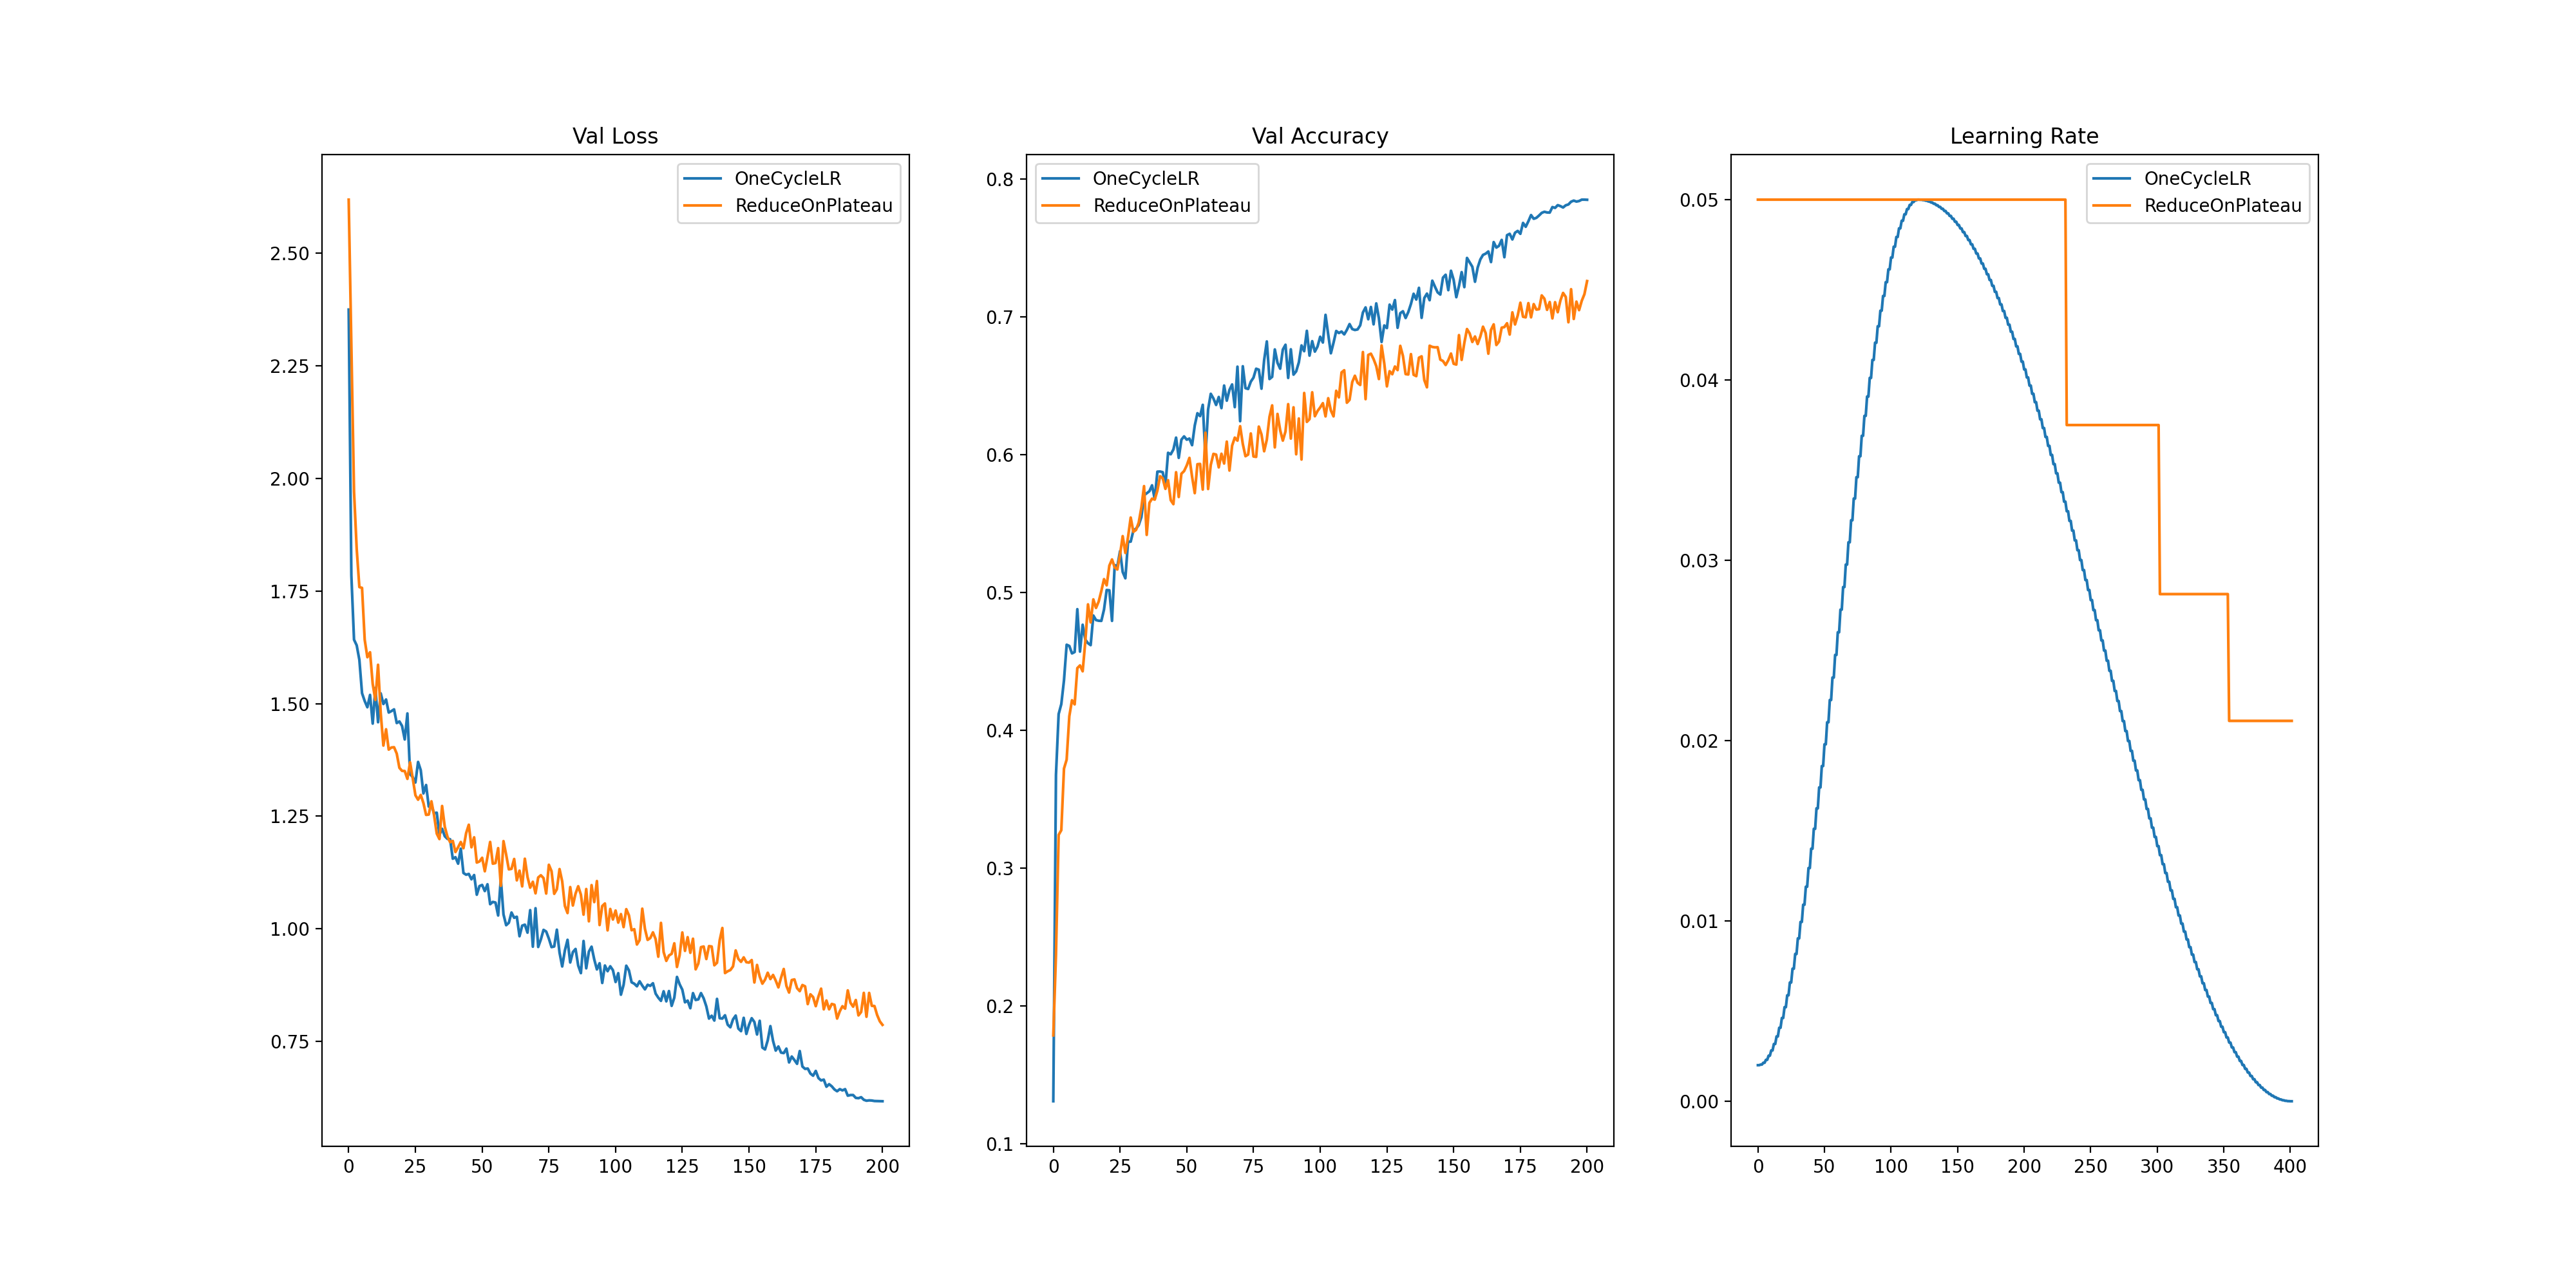 Val Loss
OneCycleLR
ReduceOnPlateau
2.50
2.25
2.00
1.75
1.50
1.25
1.00
0.75
0 25 50 75 100 125 150 175 200
Val Accuracy
OneCycleLR
ReduceOnPlateau
0.8
0.7
0.6
0.5
0.4
0.3
0.2
0.1
0 25 50 75 100 125 150 175 200
Learning Rate
OneCycleLR
ReduceOnPlateau
0.05
0.04
0.03
0.02
0.01
0.00
0 50 100 150 200 250 300 350 400